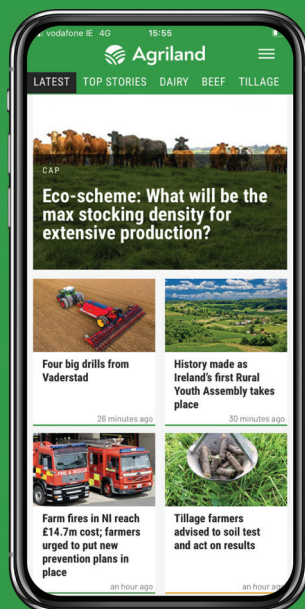 vodafone IE 4G 15:55
Agriland
LATEST TOP STORIES DAIRY BEEF TILLAGE
CAP
Eco-scheme: What will be the
max stocking density for
extensive production?
Four big drills from
Vaderstad
26 minutes ago
History made as
Ireland's first Rural
Youth Assembly takes
place
30 minutes ago
Farm fires in NI reach
£14.7m cost; farmers
urged to put new
prevention plans in
place
an hour ago
Tillage farmers
advised to soil test
and act on results
an hour ago